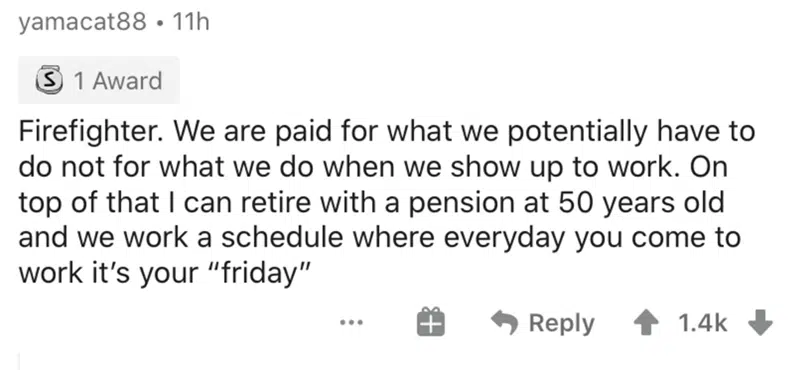 yamacat88 • 11h
S 1 Award
Firefighter. We are paid for what we potentially have to
do not for what we do when we show up to work. On
top of that I can retire with a pension at 50 years old
and we work a schedule where everyday you come to
work it’s your “friday”
... Reply 1.4k